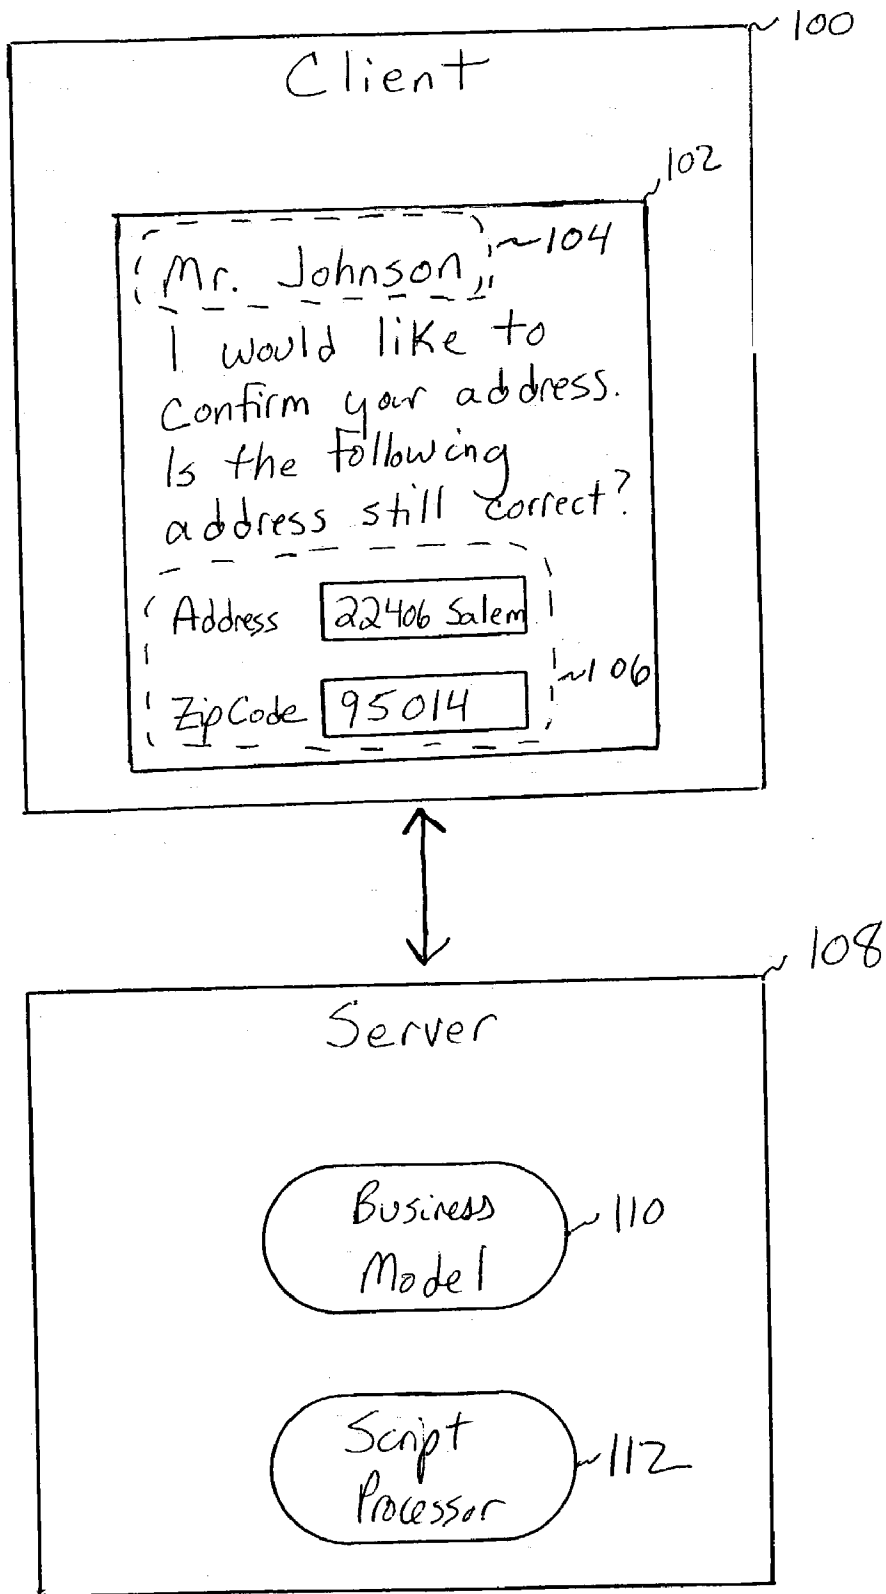 100
Client
102
Mr. Johnson, 104
I would like to
Confirm your address.
Is the following
address still correct?
Address 22406 Salem
106
ZipCode 95014
108
Server
Business
Model
110
Script
Processor
112